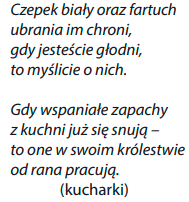 Czepek biały oraz fartuch
ubrania im chroni,
gdy jesteście głodni,
to myślicie o nich.

Gdy wspaniałe zapachy
z kuchni już się snują –
to one w swoim królestwie
od rana pracują.
(kucharki)